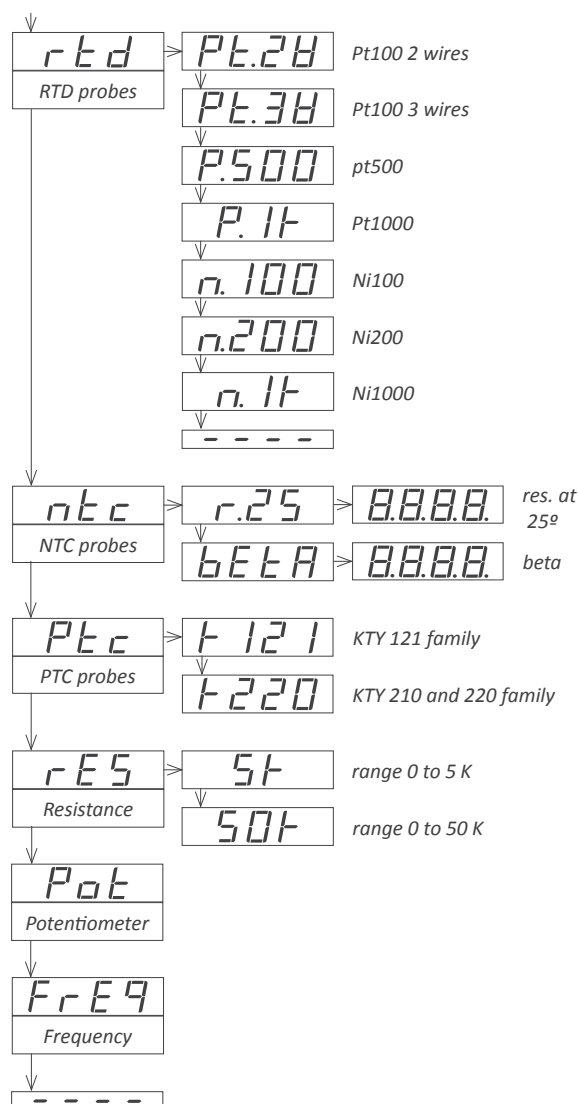 rtd Pt.2W Pt100 2 wires
RTD probes
Pt.3W Pt100 3 wires
P.500 pt500
P.1k Pt1000
n.100 Ni100
n.200 Ni200
n.1k Ni1000
- - - -
ntc r.25 8.8.8.8. res. at 25º
NTC probes
bEtA 8.8.8.8. beta
Ptc k121 KTY 121 family
PTC probes
k220 KTY 210 and 220 family
rES 5k range 0 to 5 K
Resistance
50k range 0 to 50 K
Pot
Potentiometer
FrEq
Frequency
- - - -